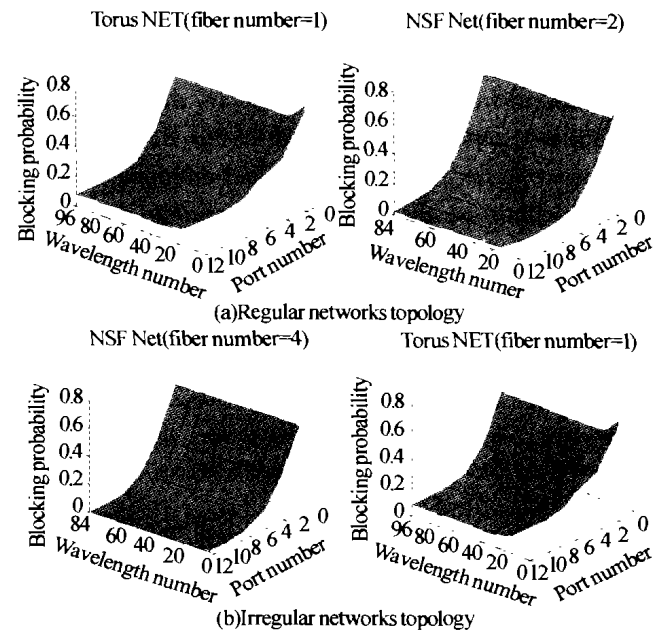 Torus NET(fiber number=1)
Blocking probability
0.8
0.6
0.4
0.2
0
96 80 60 40 20 0
Wavelength number
12 10 8 6 4 2 0
Port number
NSF Net(fiber number=2)
Blocking probability
0.8
0.6
0.4
0.2
0
84 60 40 20 0
Wavelength numer
12 10 8 6 4 2 0
Port number
(a)Regular networks topology
NSF Net(fiber number=4)
Blocking probability
0.8
0.6
0.4
0.2
0
84 60 40 20 0
Wavelength number
12 10 8 6 4 2 0
Port number
Torus NET(fiber number=1)
Blocking probability
0.8
0.6
0.4
0.2
0
96 80 60 40 20 0
Wavelength number
12 10 8 6 4 2 0
Port number
(b)Irregular networks topology